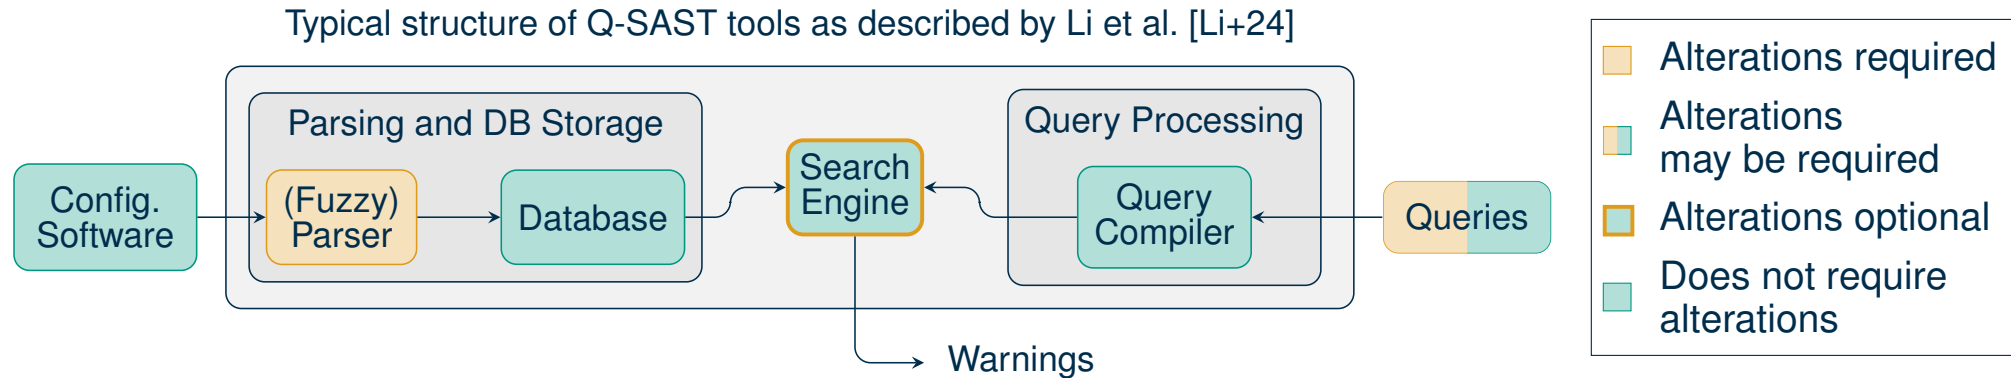 Typical structure of Q-SAST tools as described by Li et al. [Li+24]
Parsing and DB Storage
Query Processing
Config.
Software
(Fuzzy)
Parser
Database
Search
Engine
Query
Compiler
Queries
Warnings
Alterations required
Alterations
may be required
Alterations optional
Does not require
alterations